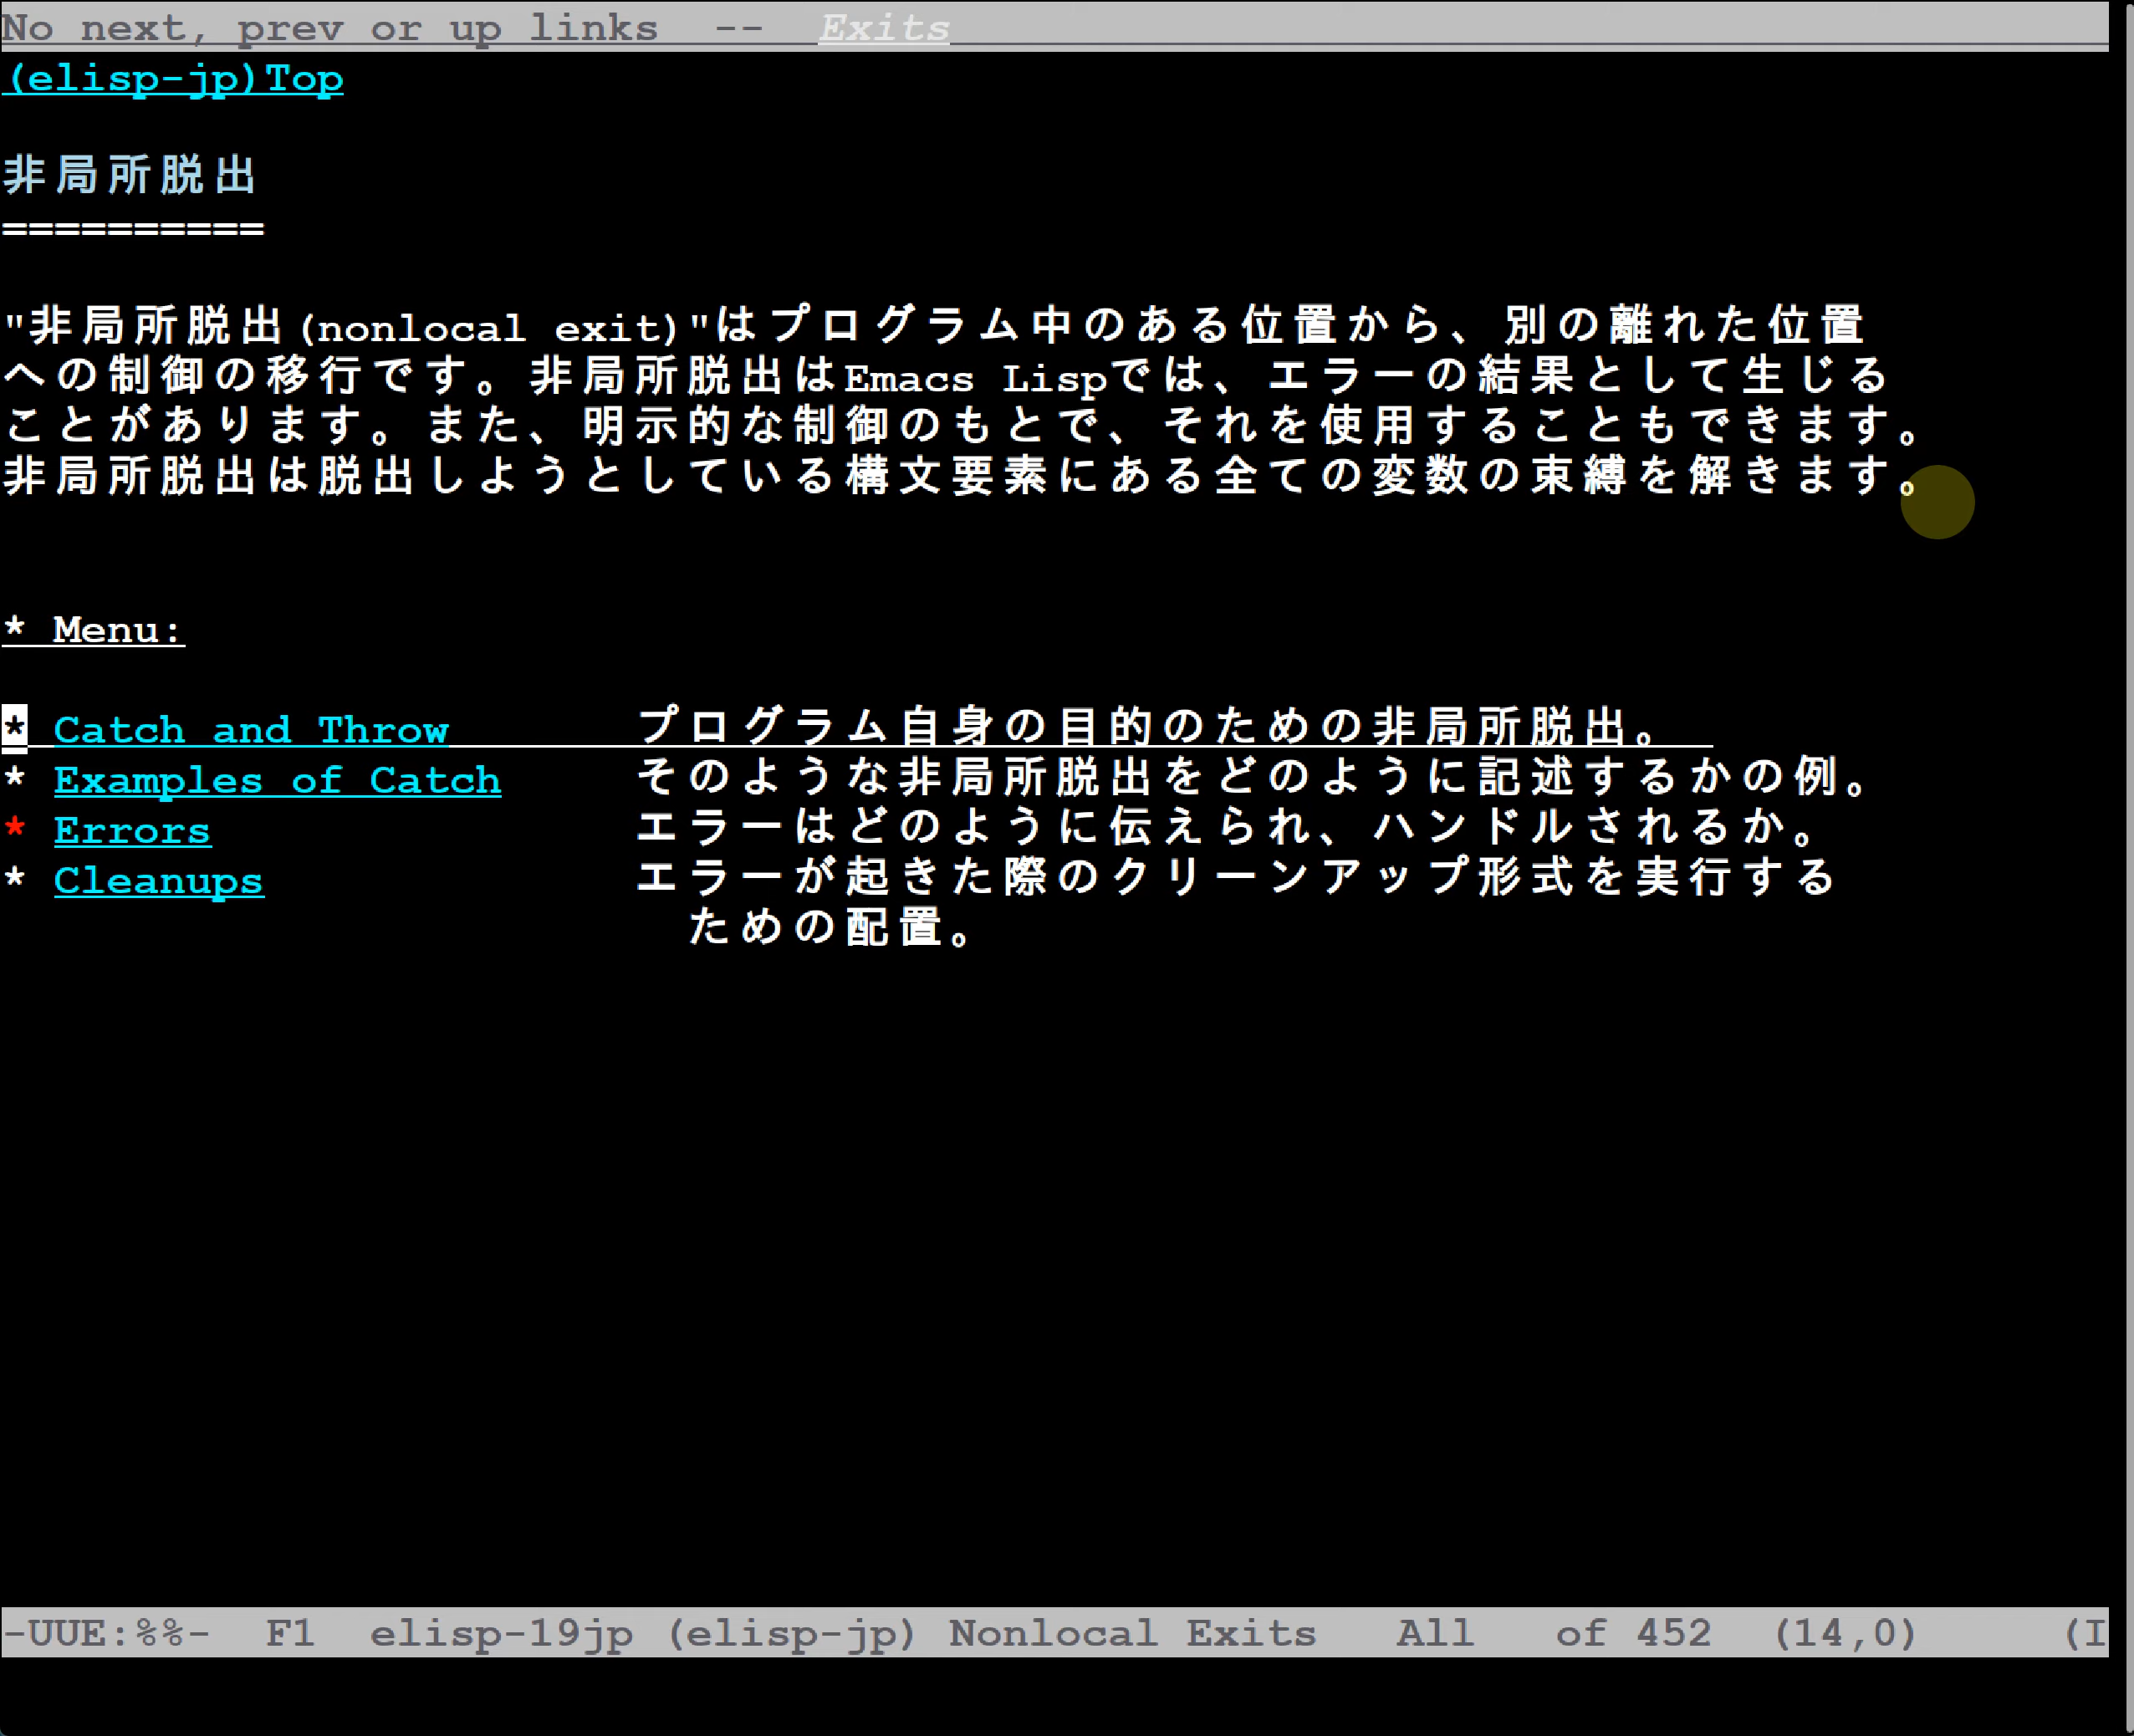 No next, prev or up links  --  Exits
(elisp-jp)Top
非局所脱出
==========
"非局所脱出(nonlocal exit)"はプログラム中のある位置から、別の離れた位置
への制御の移行です。非局所脱出はEmacs Lispでは、エラーの結果として生じる
ことがあります。また、明示的な制御のもとで、それを使用することもできます。
非局所脱出は脱出しようとしている構文要素にある全ての変数の束縛を解きます。
* Menu:
* Catch and Throw       プログラム自身の目的のための非局所脱出。
* Examples of Catch     そのような非局所脱出をどのように記述するかの例。
* Errors                エラーはどのように伝えられ、ハンドルされるか。
* Cleanups              エラーが起きた際のクリーンアップ形式を実行する
ための配置。
-UUE:%%-  F1  elisp-19jp (elisp-jp) Nonlocal Exits   All   of 452  (14,0)      (I